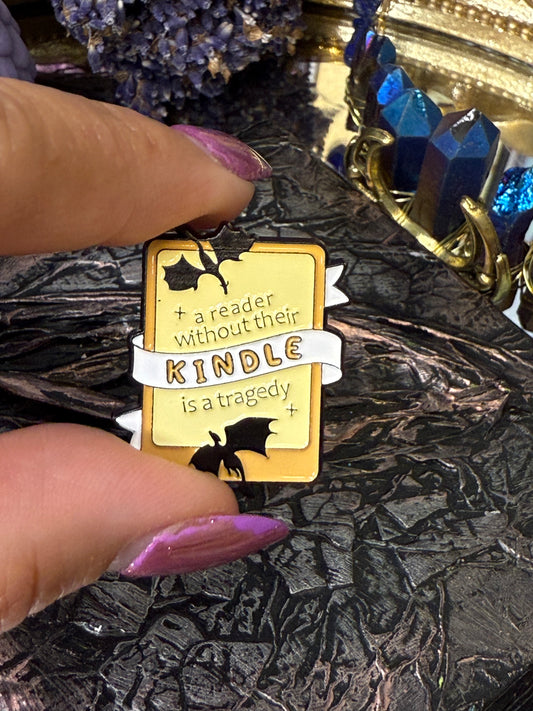 a reader
without their
KINDLE
is a tragedy